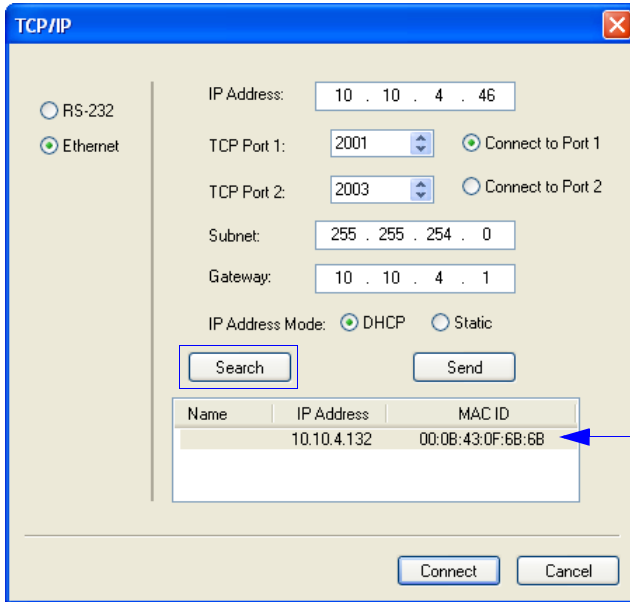 TCP/IP
RS-232
Ethernet
IP Address: 10 . 10 . 4 . 46
TCP Port 1: 2001 Connect to Port 1
TCP Port 2: 2003 Connect to Port 2
Subnet: 255 . 255 . 254 . 0
Gateway: 10 . 10 . 4 . 1
IP Address Mode: DHCP Static
Search Send
Name IP Address MAC ID
10.10.4.132 00:0B:43:0F:6B:6B
Connect Cancel